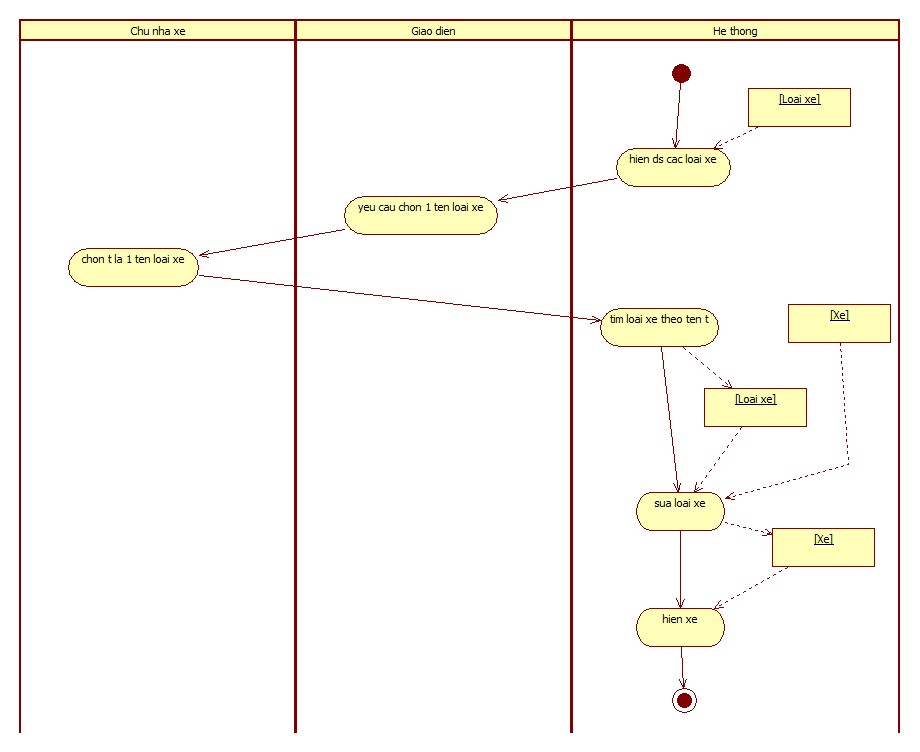 Chu nha xe
Giao dien
He thong
[Loai xe]
hien ds cac loai xe
yeu cau chon 1 ten loai xe
chon t la 1 ten loai xe
tim loai xe theo ten t
[Xe]
[Loai xe]
sua loai xe
[Xe]
hien xe